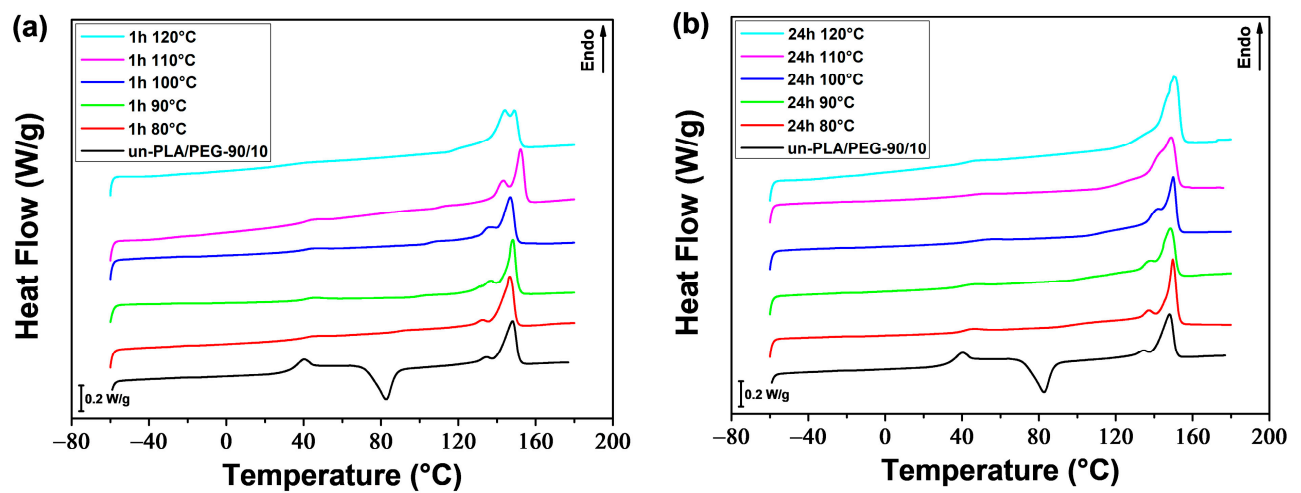 (a)
1h 120°C
1h 110°C
1h 100°C
1h 90°C
1h 80°C
un-PLA/PEG-90/10
Endo
Heat Flow (W/g)
0.2 W/g
−80 −40 0 40 80 120 160 200
Temperature (°C)
(b)
24h 120°C
24h 110°C
24h 100°C
24h 90°C
24h 80°C
un-PLA/PEG-90/10
Endo
Heat Flow (W/g)
0.2 W/g
−80 −40 0 40 80 120 160 200
Temperature (°C)